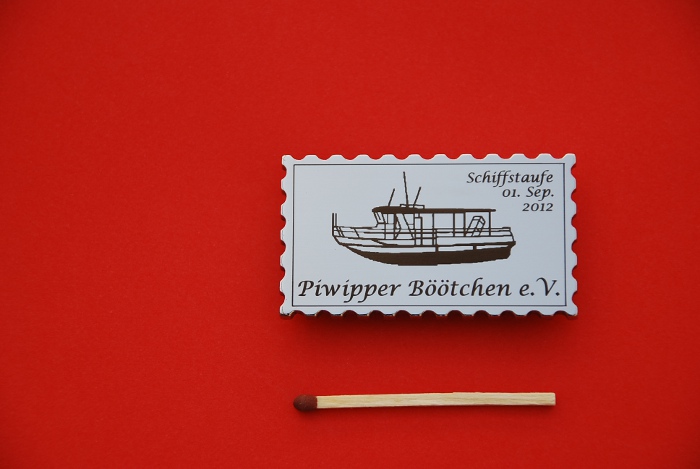 Schiffstaufe
01. Sep.
2012
Piwipper Böötchen e.V.